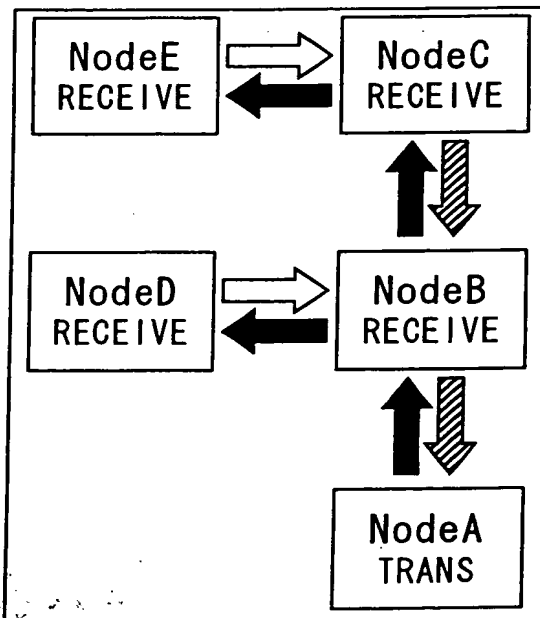 NodeE
RECEIVE
NodeC
RECEIVE
NodeD
RECEIVE
NodeB
RECEIVE
NodeA
TRANS